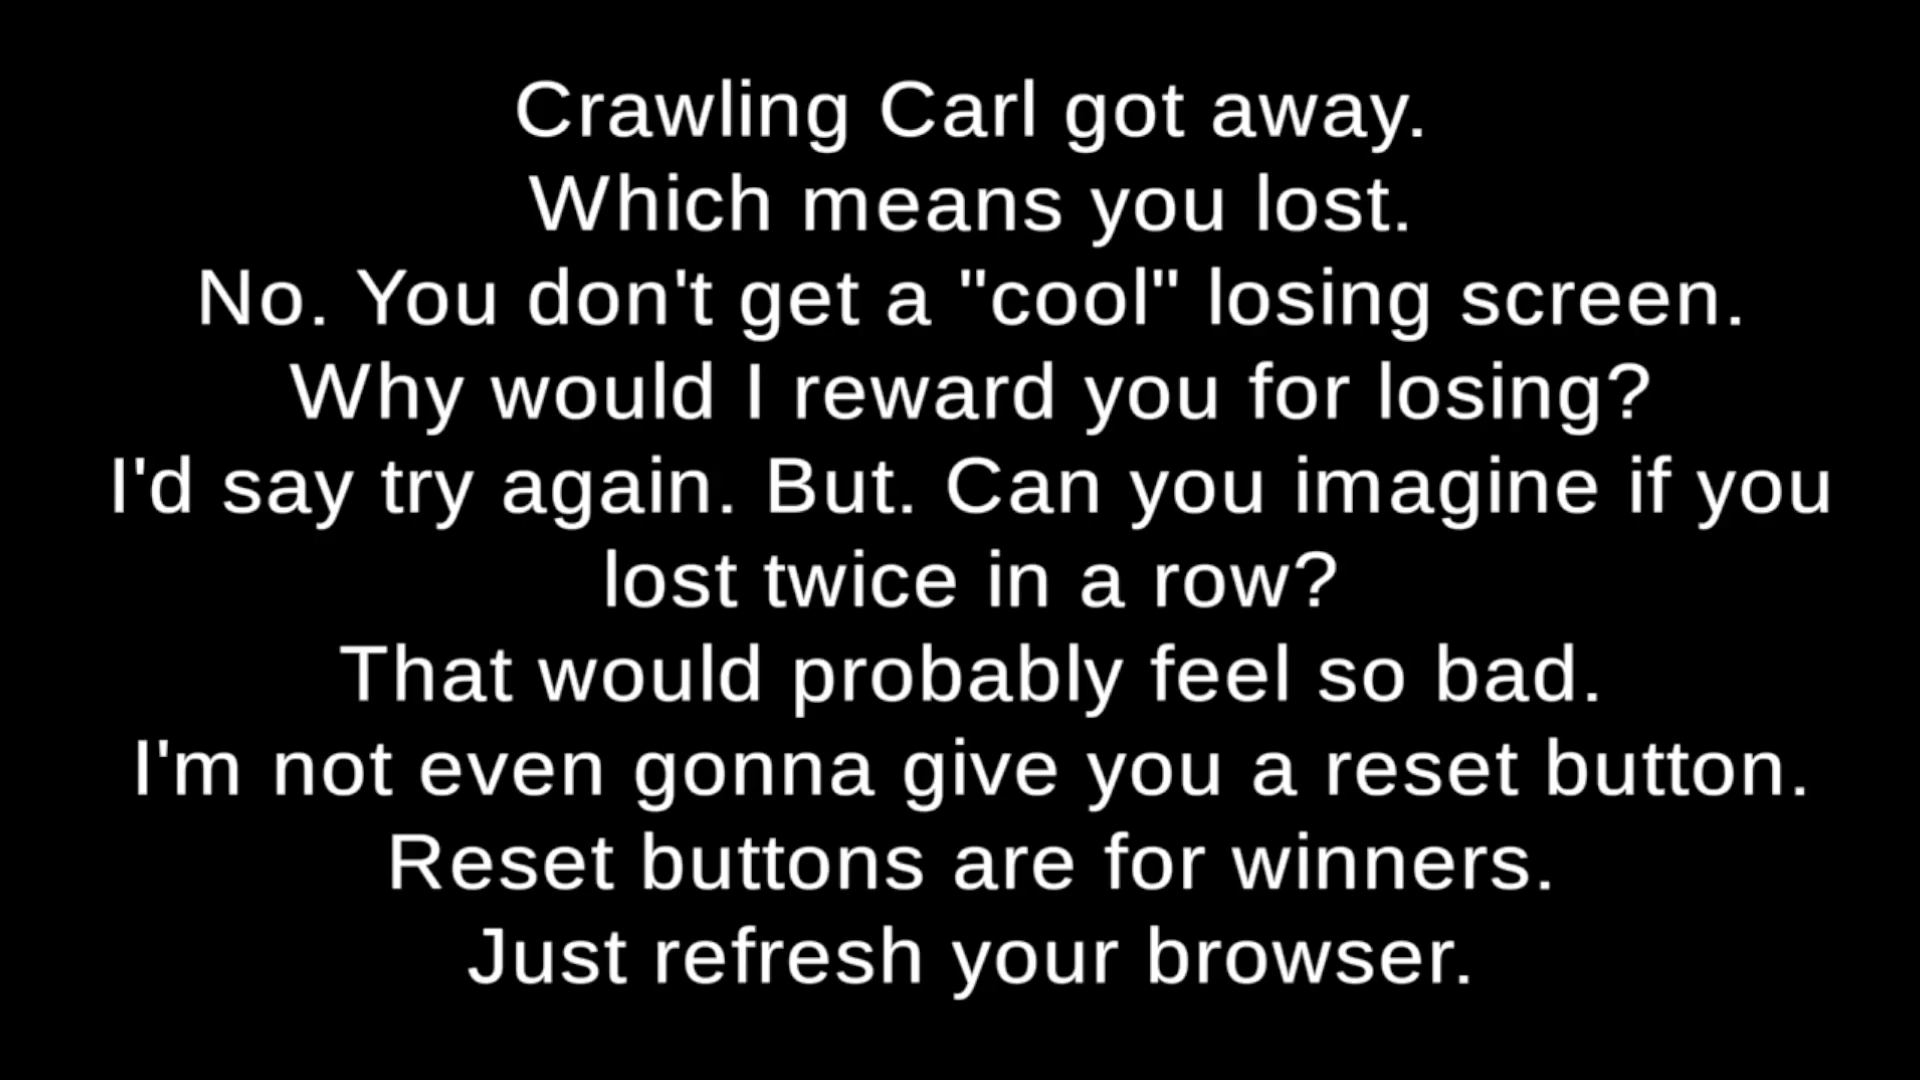 Crawling Carl got away.
Which means you lost.
No. You don't get a "cool" losing screen.
Why would I reward you for losing?
I'd say try again. But. Can you imagine if you
lost twice in a row?
That would probably feel so bad.
I'm not even gonna give you a reset button.
Reset buttons are for winners.
Just refresh your browser.